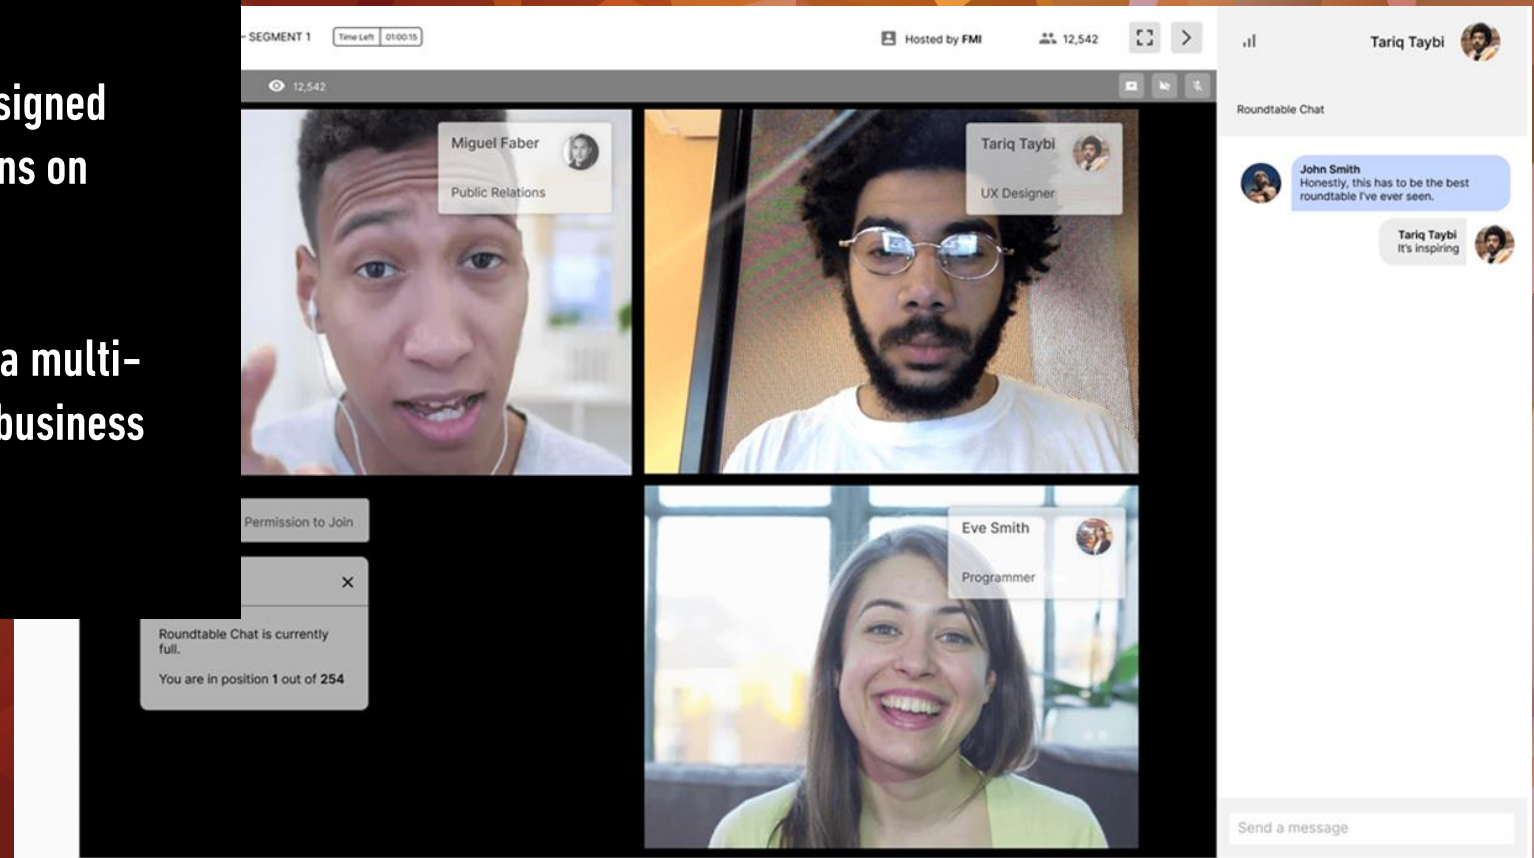 signed
ns on
a multi-
business
– SEGMENT 1
Time Left 01:00:15
Hosted by FMI
12,542
12,542
Miguel Faber
Public Relations
Tariq Taybi
UX Designer
Permission to Join
Roundtable Chat is currently
full.
You are in position 1 out of 254
Eve Smith
Programmer
Tariq Taybi
Roundtable Chat
John Smith
Honestly, this has to be the best
roundtable I've ever seen.
Tariq Taybi
It's inspiring
Send a message